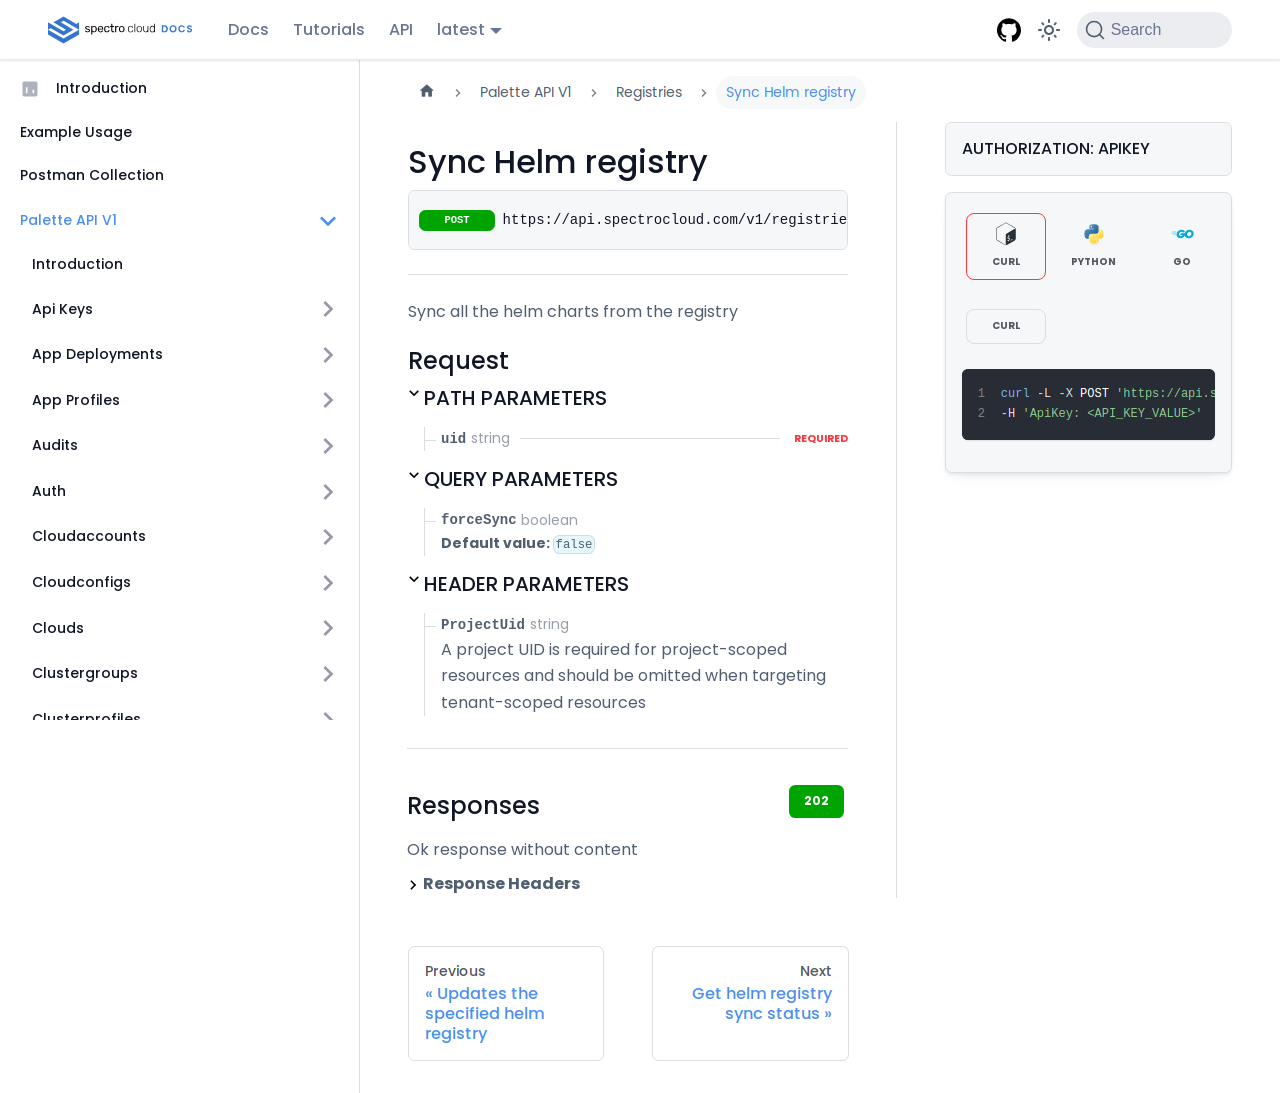 spectro cloud DOCS
Docs
Tutorials
API
latest
Search
Introduction
Example Usage
Postman Collection
Palette API V1
Introduction
Api Keys
App Deployments
App Profiles
Audits
Auth
Cloudaccounts
Cloudconfigs
Clouds
Clustergroups
Clusterprofiles
Palette API V1
Registries
Sync Helm registry
Sync Helm registry
POST https://api.spectrocloud.com/v1/registrie
Sync all the helm charts from the registry
Request
PATH PARAMETERS
uid string REQUIRED
QUERY PARAMETERS
forceSync boolean
Default value: false
HEADER PARAMETERS
ProjectUid string
A project UID is required for project-scoped
resources and should be omitted when targeting
tenant-scoped resources
Responses
202
Ok response without content
Response Headers
Previous
« Updates the
specified helm
registry
Next
Get helm registry
sync status »
AUTHORIZATION: APIKEY
CURL
PYTHON
GO
CURL
1 curl -L -X POST 'https://api.s
2 -H 'ApiKey: <API_KEY_VALUE>'